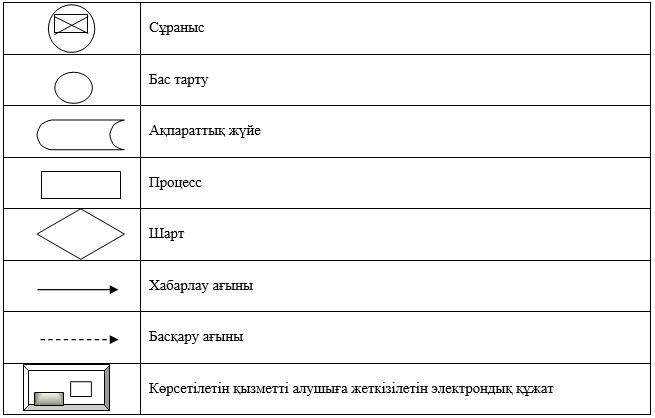 Сұраныс
Бас тарту
Ақпараттық жүйе
Процесс
Шарт
Хабарлау ағыны
Басқару ағыны
Көрсетілетін қызметті алушыға жеткізілетін электрондық құжат